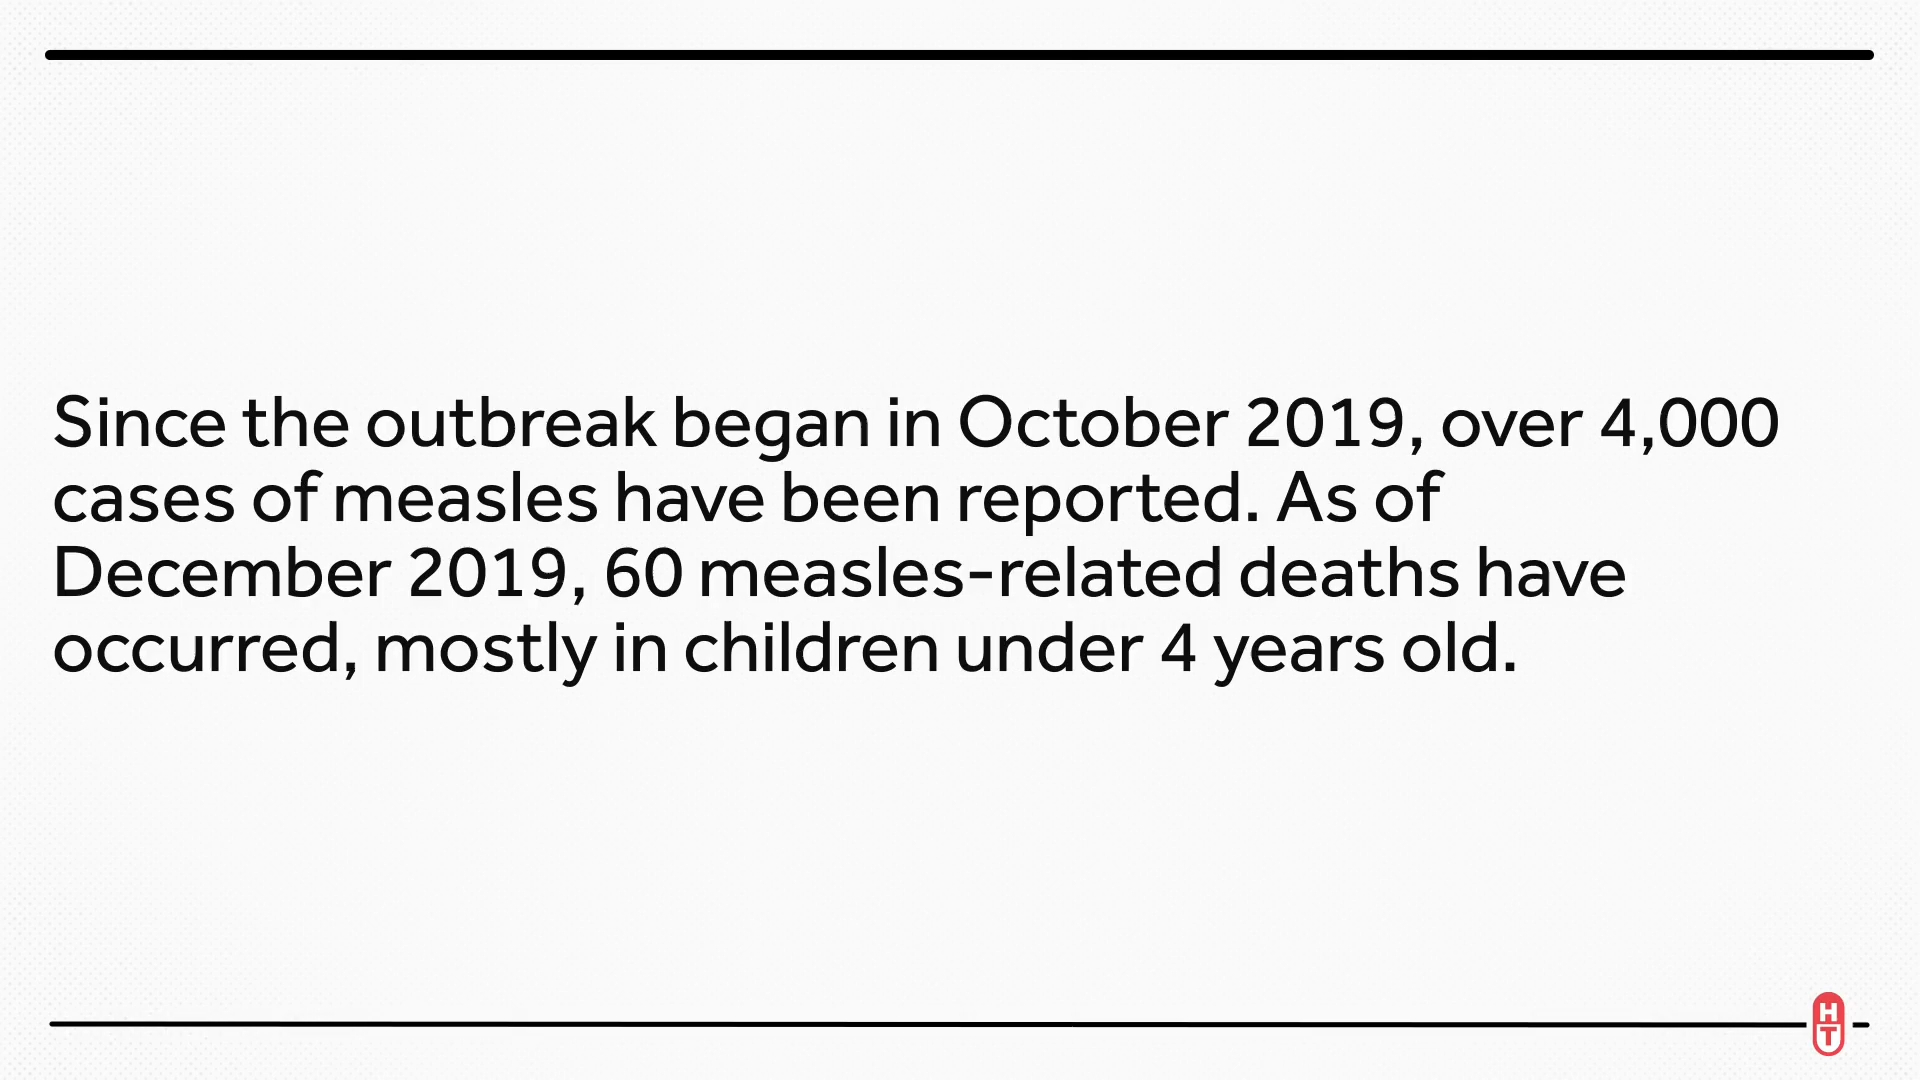 Since the outbreak began in October 2019, over 4,000
cases of measles have been reported. As of
December 2019, 60 measles-related deaths have
occurred, mostly in children under 4 years old.
H
T